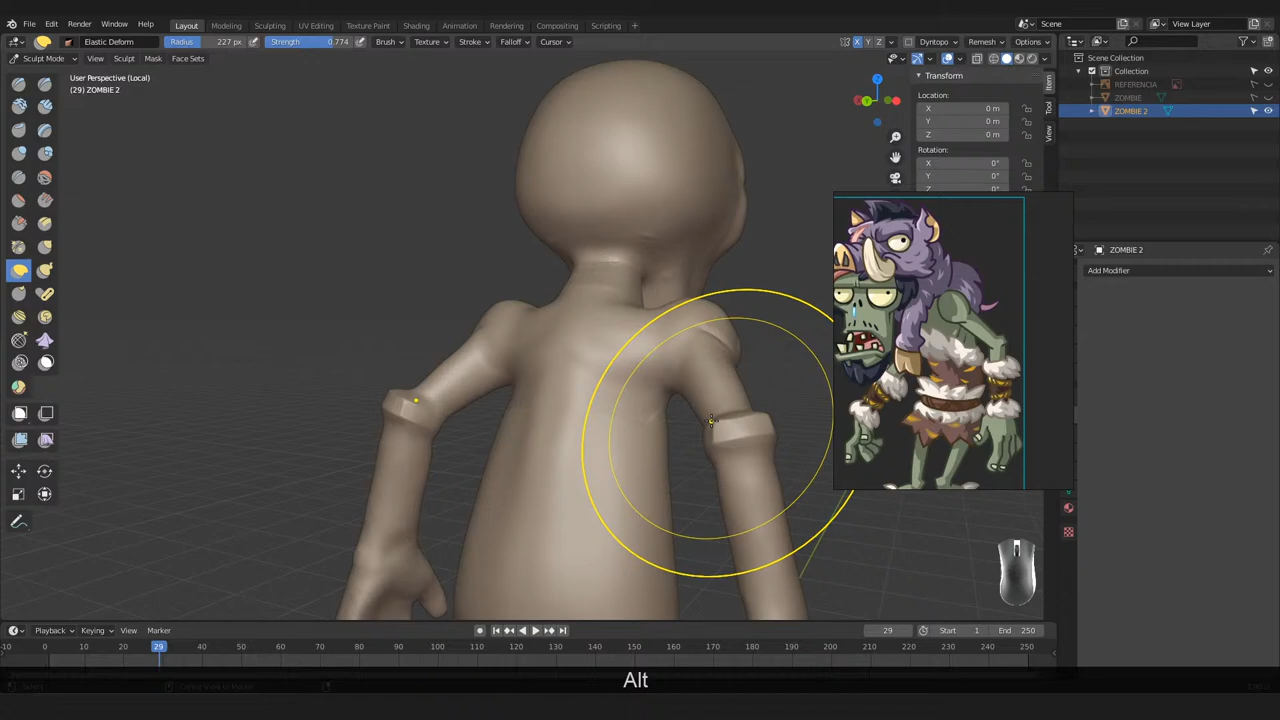 File Edit Render Window Help Layout Modeling Sculpting UV Editing Texture Paint Shading Animation Rendering Compositing Scripting + Scene View Layer
Elastic Deform Radius 227 px Strength 0.774 Brush Texture Stroke Falloff Cursor X Y Z Dyntopo Remesh Options
Sculpt Mode View Sculpt Mask Face Sets
User Perspective (Local)
(29) ZOMBIE 2
Scene Collection
Collection
REFERENCIA
ZOMBIE
ZOMBIE 2
Transform
Location:
X 0 m
Y 0 m
Z 0 m
Rotation:
X 0°
Y 0°
Z 0°
Item
Tool
View
Z
Y
ZOMBIE 2
Add Modifier
Playback Keying View Marker 29 Start 1 End 250
-10 0 10 20 29 40 50 60 70 80 90 100 110 120 130 140 150 160 170 180 190 200 210 220 230 240 250
Alt